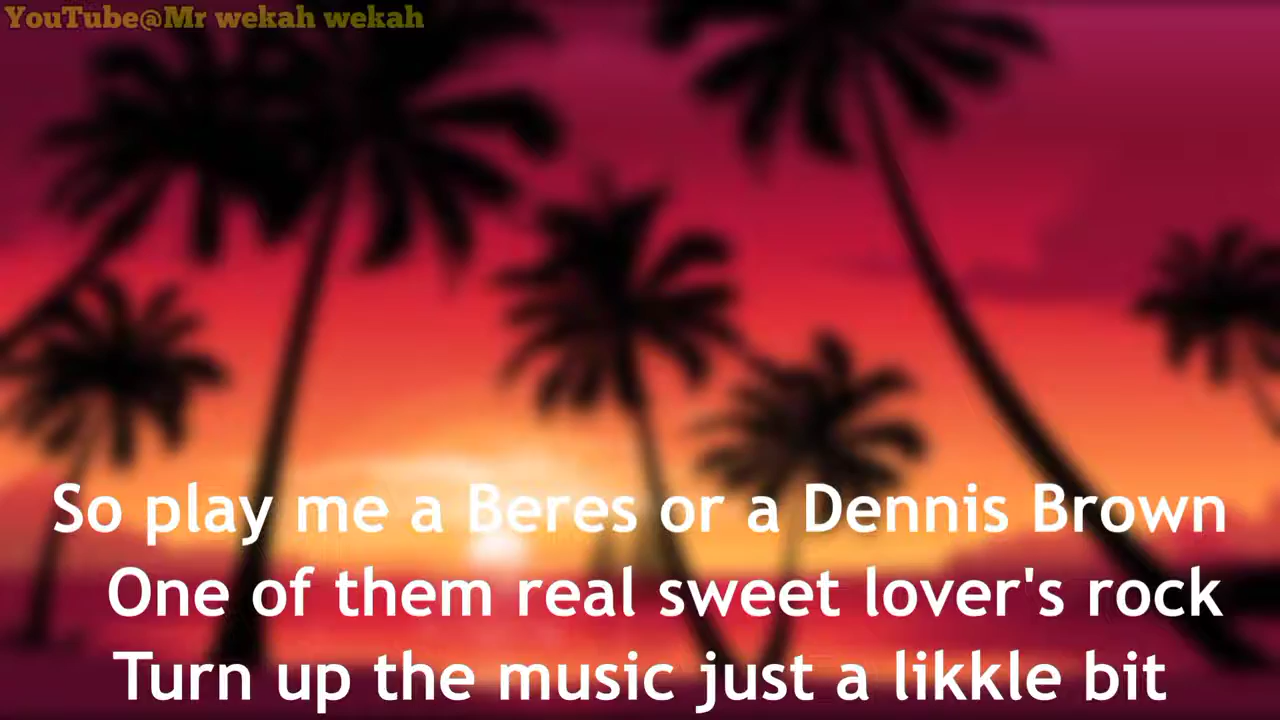 YouTube@Mr wekah wekah
So play me a Beres or a Dennis Brown
One of them real sweet lover's rock
Turn up the music just a likkle bit